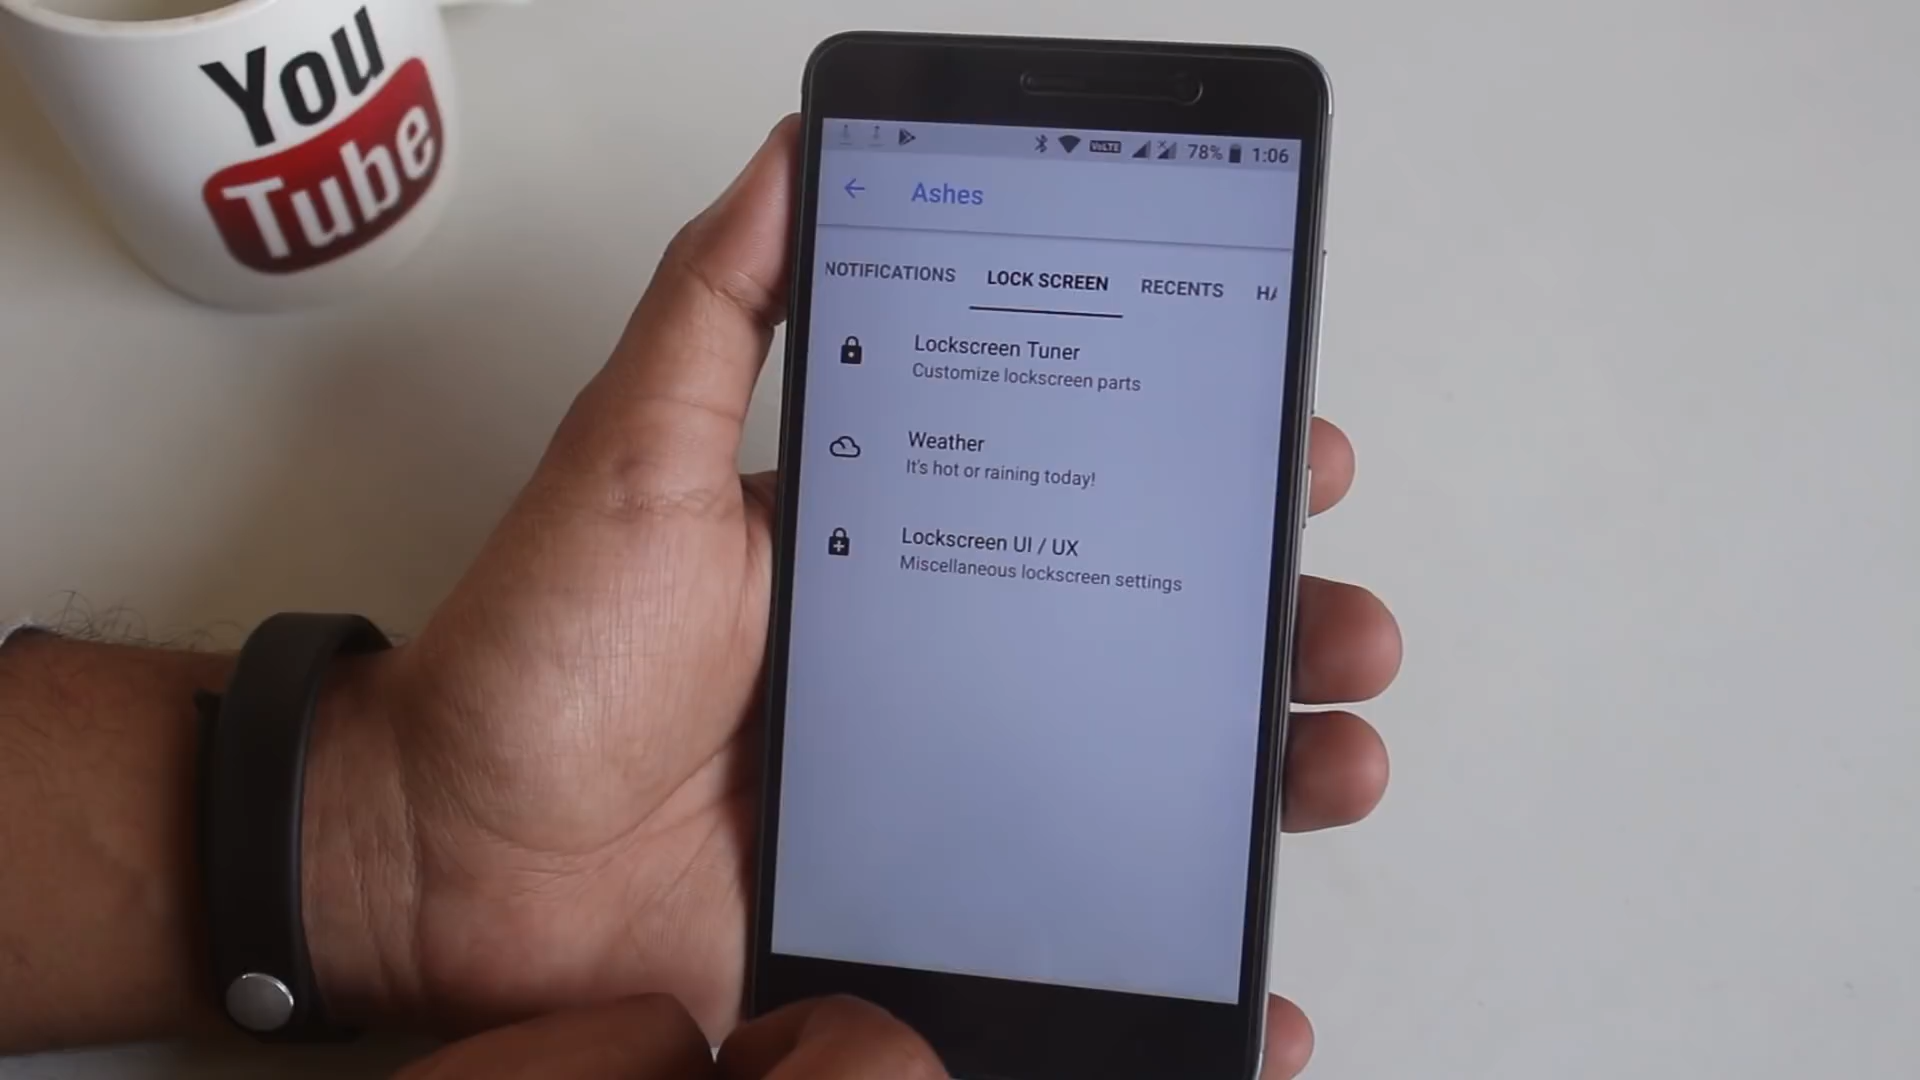 You
Tube
VoLTE 78% 1:06
Ashes
NOTIFICATIONS LOCK SCREEN RECENTS HA
Lockscreen Tuner
Customize lockscreen parts
Weather
It's hot or raining today!
Lockscreen UI / UX
Miscellaneous lockscreen settings